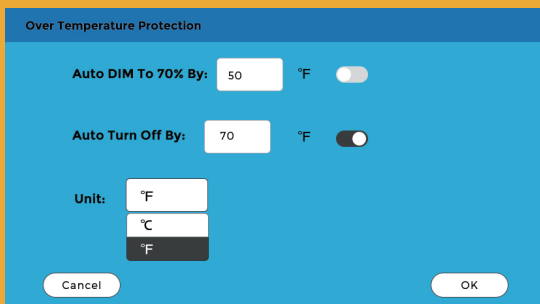 Over Temperature Protection
Auto DIM To 70% By: 50 °F
Auto Turn Off By: 70 °F
Unit: °F
°C
°F
Cancel OK